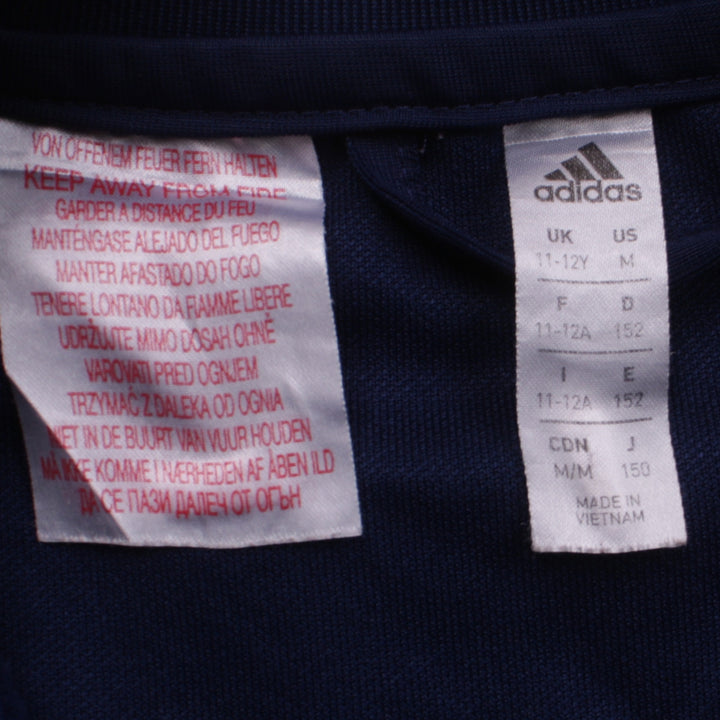 VON OFFENEM FEUER FERN HALTEN
KEEP AWAY FROM FIRE
GARDER A DISTANCE DU FEU
MANTÉNGASE ALEJADO DEL FUEGO
MANTER AFASTADO DO FOGO
TENERE LONTANO DA FIAMME LIBERE
UDRŽUJTE MIMO DOSAH OHNĚ
VAROVATI PRED OGNJEM
TRZYMAĆ Z DALEKA OD OGNIA
NIET IN DE BUURT VAN VUUR HOUDEN
MÅ IKKE KOMME I NÆRHEDEN AF ÅBEN ILD
ДА СЕ ПАЗИ ДАЛЕЧ ОТ ОГЪН
adidas
UK US
11-12Y M
F D
11-12A 152
I E
11-12A 152
CDN J
M/M 150
MADE IN
VIETNAM